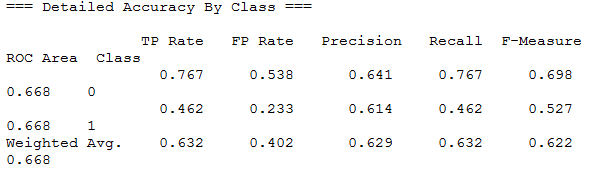 === Detailed Accuracy By Class ===
TP Rate FP Rate Precision Recall F-Measure
ROC Area Class
0.767 0.538 0.641 0.767 0.698
0.668 0
0.462 0.233 0.614 0.462 0.527
0.668 1
Weighted Avg. 0.632 0.402 0.629 0.632 0.622
0.668